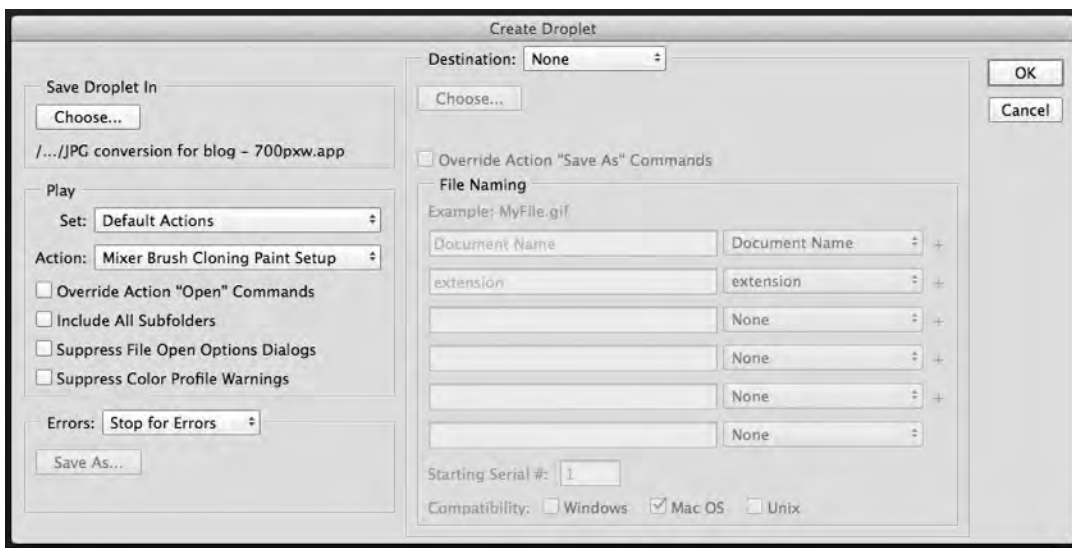 Create Droplet
Save Droplet In
Choose...
/.../JPG conversion for blog – 700pxw.app
Play
Set: Default Actions
Action: Mixer Brush Cloning Paint Setup
Override Action "Open" Commands
Include All Subfolders
Suppress File Open Options Dialogs
Suppress Color Profile Warnings
Errors: Stop for Errors
Save As...
Destination: None
Choose...
Override Action "Save As" Commands
File Naming
Example: MyFile.gif
Document Name Document Name +
extension extension +
None +
None +
None +
None
Starting Serial #: 1
Compatibility: Windows Mac OS Unix
OK
Cancel